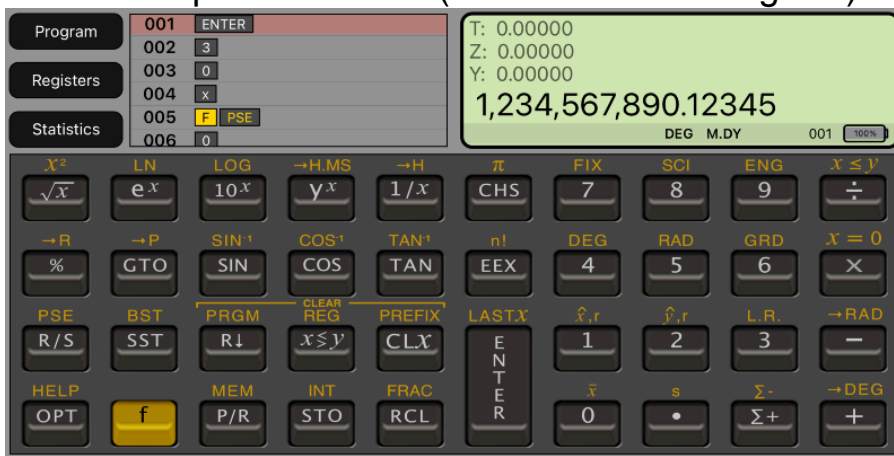 Program 001 ENTER T: 0.00000
002 3 Z: 0.00000
Registers 003 0 Y: 0.00000
004 x 1,234,567,890.12345
Statistics 005 F PSE
006 0 DEG M.DY 001 100%
x² LN LOG →H.MS →H π FIX SCI ENG x ≤ y
√x eˣ 10ˣ yˣ 1/x CHS 7 8 9 ÷
→R →P SIN⁻¹ COS⁻¹ TAN⁻¹ n! DEG RAD GRD x = 0
% GTO SIN COS TAN EEX 4 5 6 ×
CLEAR
PSE BST PRGM REG PREFIX LASTX x̂,r ŷ,r L.R. →RAD
R/S SST R↓ x≶y CLX ENTER 1 2 3 −
HELP MEM INT FRAC x̄ s Σ- →DEG
OPT f P/R STO RCL 0 • Σ+ +